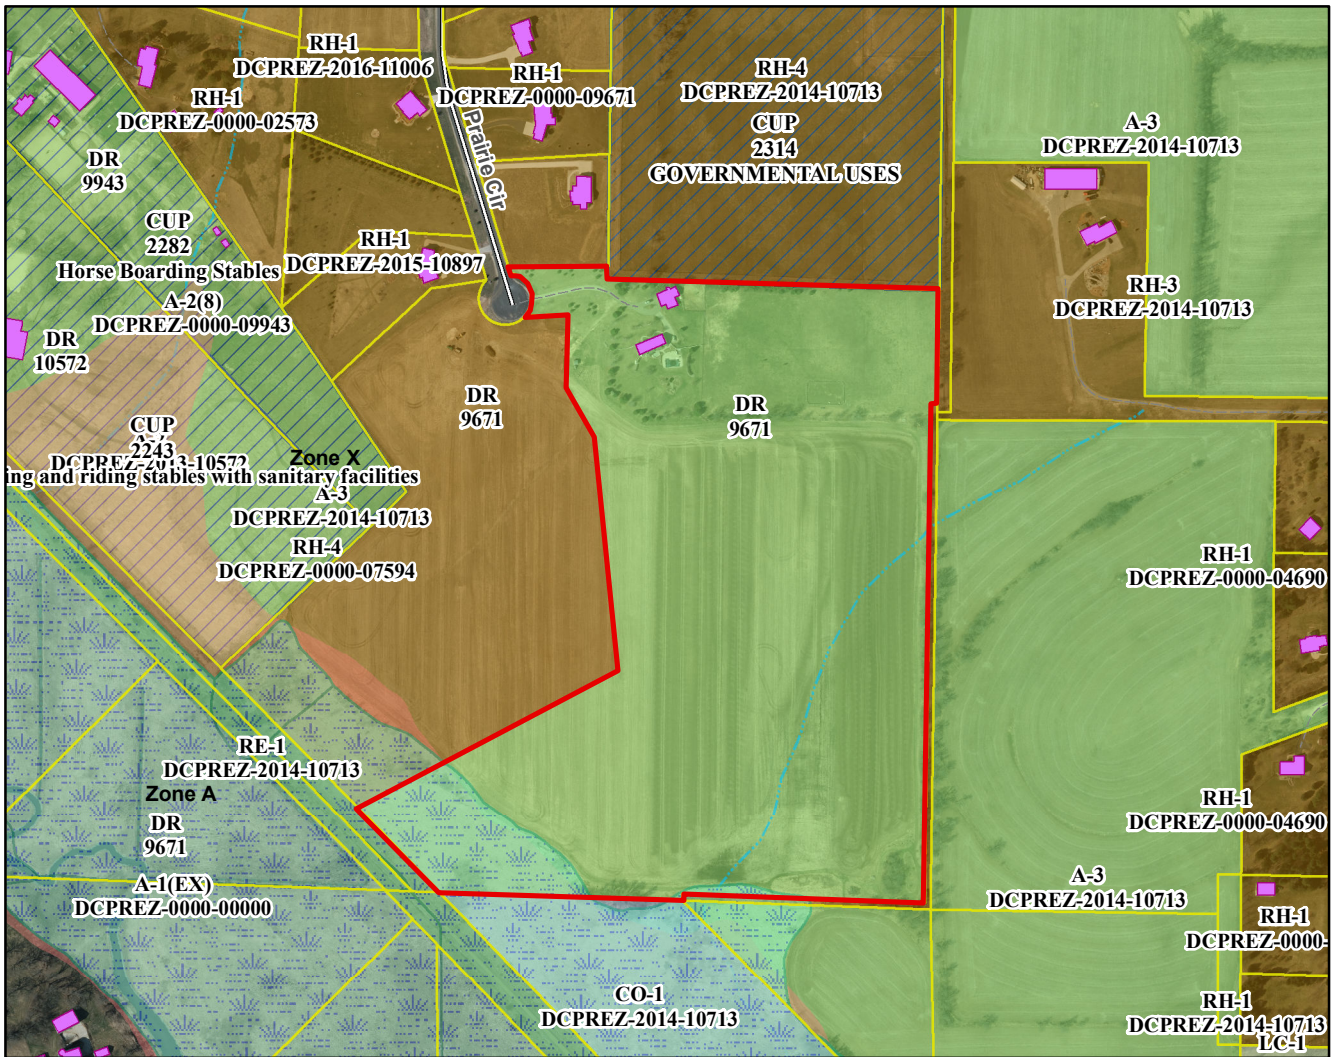 RH-1
DCPREZ-2016-11006
RH-1
DCPREZ-0000-09671
RH-4
DCPREZ-2014-10713
CUP
2314
GOVERNMENTAL USES
RH-1
DCPREZ-0000-02573
A-3
DCPREZ-2014-10713
DR
9943
Prairie Cir
CUP
2282
Horse Boarding Stables
RH-1
DCPREZ-2015-10897
A-2(8)
DCPREZ-0000-09943
RH-3
DCPREZ-2014-10713
DR
10572
DR
9671
DR
9671
CUP
2243
DCPREZ-2013-10572
ing and riding stables with sanitary facilities
Zone X
A-3
DCPREZ-2014-10713
RH-4
DCPREZ-0000-07594
RH-1
DCPREZ-0000-04690
RE-1
DCPREZ-2014-10713
Zone A
DR
9671
RH-1
DCPREZ-0000-04690
A-1(EX)
DCPREZ-0000-00000
A-3
DCPREZ-2014-10713
RH-1
DCPREZ-0000-
CO-1
DCPREZ-2014-10713
RH-1
DCPREZ-2014-10713
LC-1